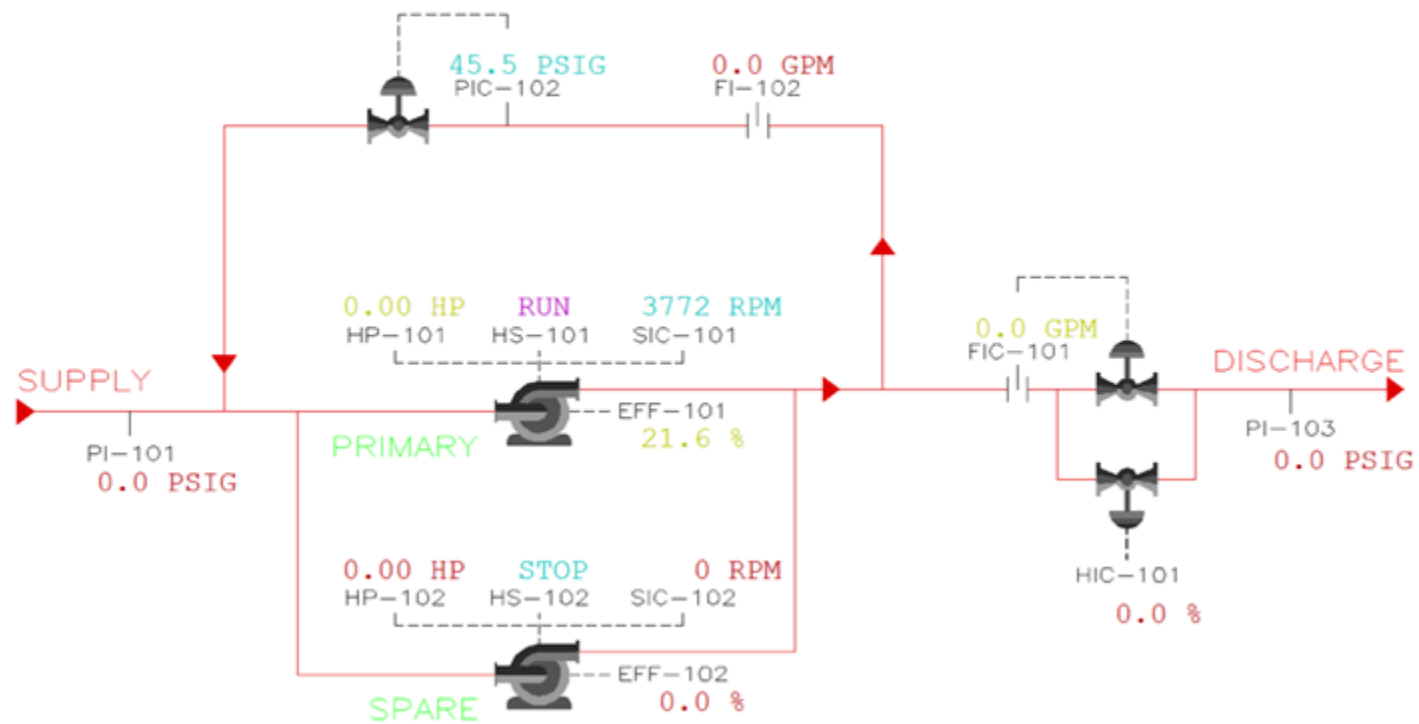 45.5 PSIG
PIC-102
0.0 GPM
FI-102
0.00 HP
HP-101
RUN
HS-101
3772 RPM
SIC-101
0.0 GPM
FIC-101
SUPPLY
DISCHARGE
PI-101
0.0 PSIG
PRIMARY
EFF-101
21.6 %
PI-103
0.0 PSIG
0.00 HP
HP-102
STOP
HS-102
0 RPM
SIC-102
HIC-101
0.0 %
EFF-102
0.0 %
SPARE